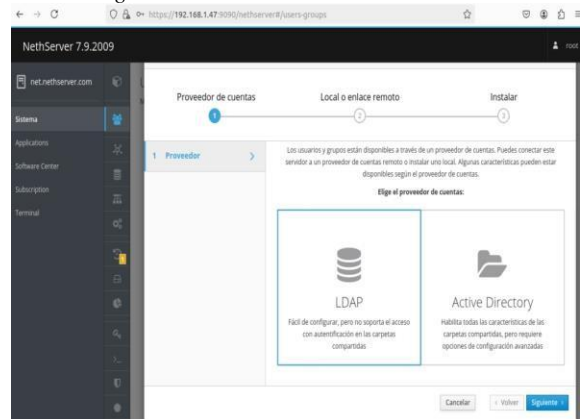 https://192.168.1.47:9090/nethserver#/users-groups
NethServer 7.9.2009
root
net.nethserver.com
Sistema
Applications
Software Center
Subscription
Terminal
Proveedor de cuentas
Local o enlace remoto
Instalar
1
2
3
1 Proveedor
Los usuarios y grupos están disponibles a través de un proveedor de cuentas. Puedes conectar este
servidor a un proveedor de cuentas remoto o instalar uno local. Algunas características pueden estar
disponibles según el proveedor de cuentas.
Elige el proveedor de cuentas:
LDAP
Fácil de configurar, pero no soporta el acceso
con autentificación en las carpetas
compartidas
Active Directory
Habilita todas las características de las
carpetas compartidas, pero requiere
opciones de configuración avanzadas
Cancelar
‹ Volver
Siguiente ›